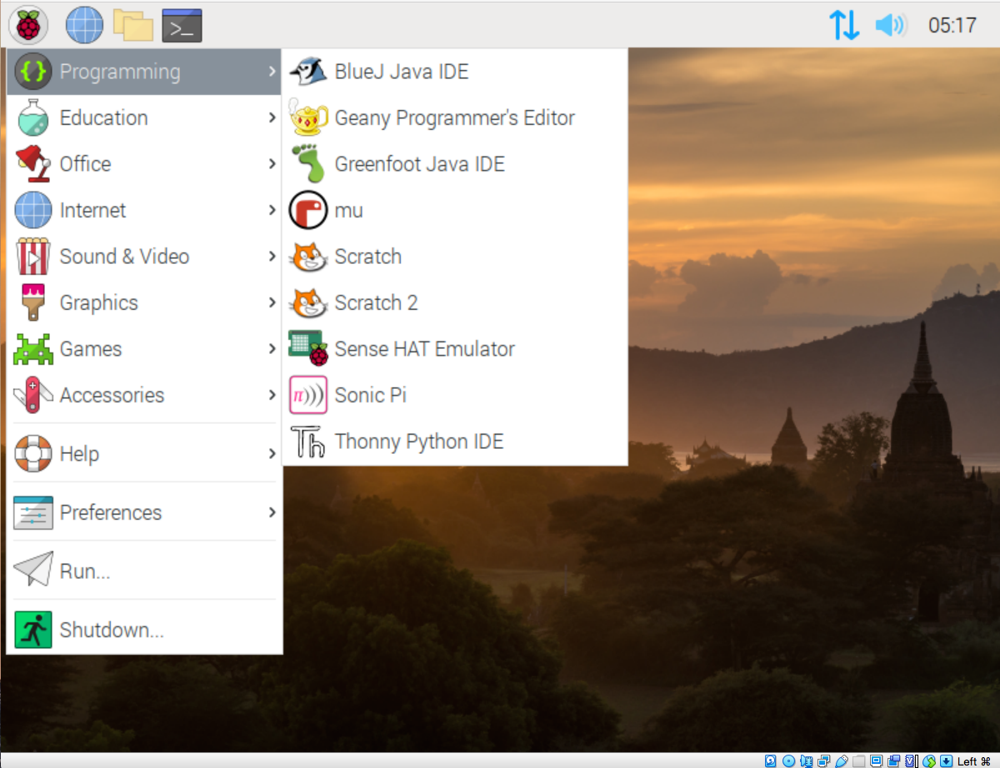 05:17
Programming
Education
Office
Internet
Sound & Video
Graphics
Games
Accessories
Help
Preferences
Run...
Shutdown...
BlueJ Java IDE
Geany Programmer's Editor
Greenfoot Java IDE
mu
Scratch
Scratch 2
Sense HAT Emulator
Sonic Pi
Thonny Python IDE
Left ⌘